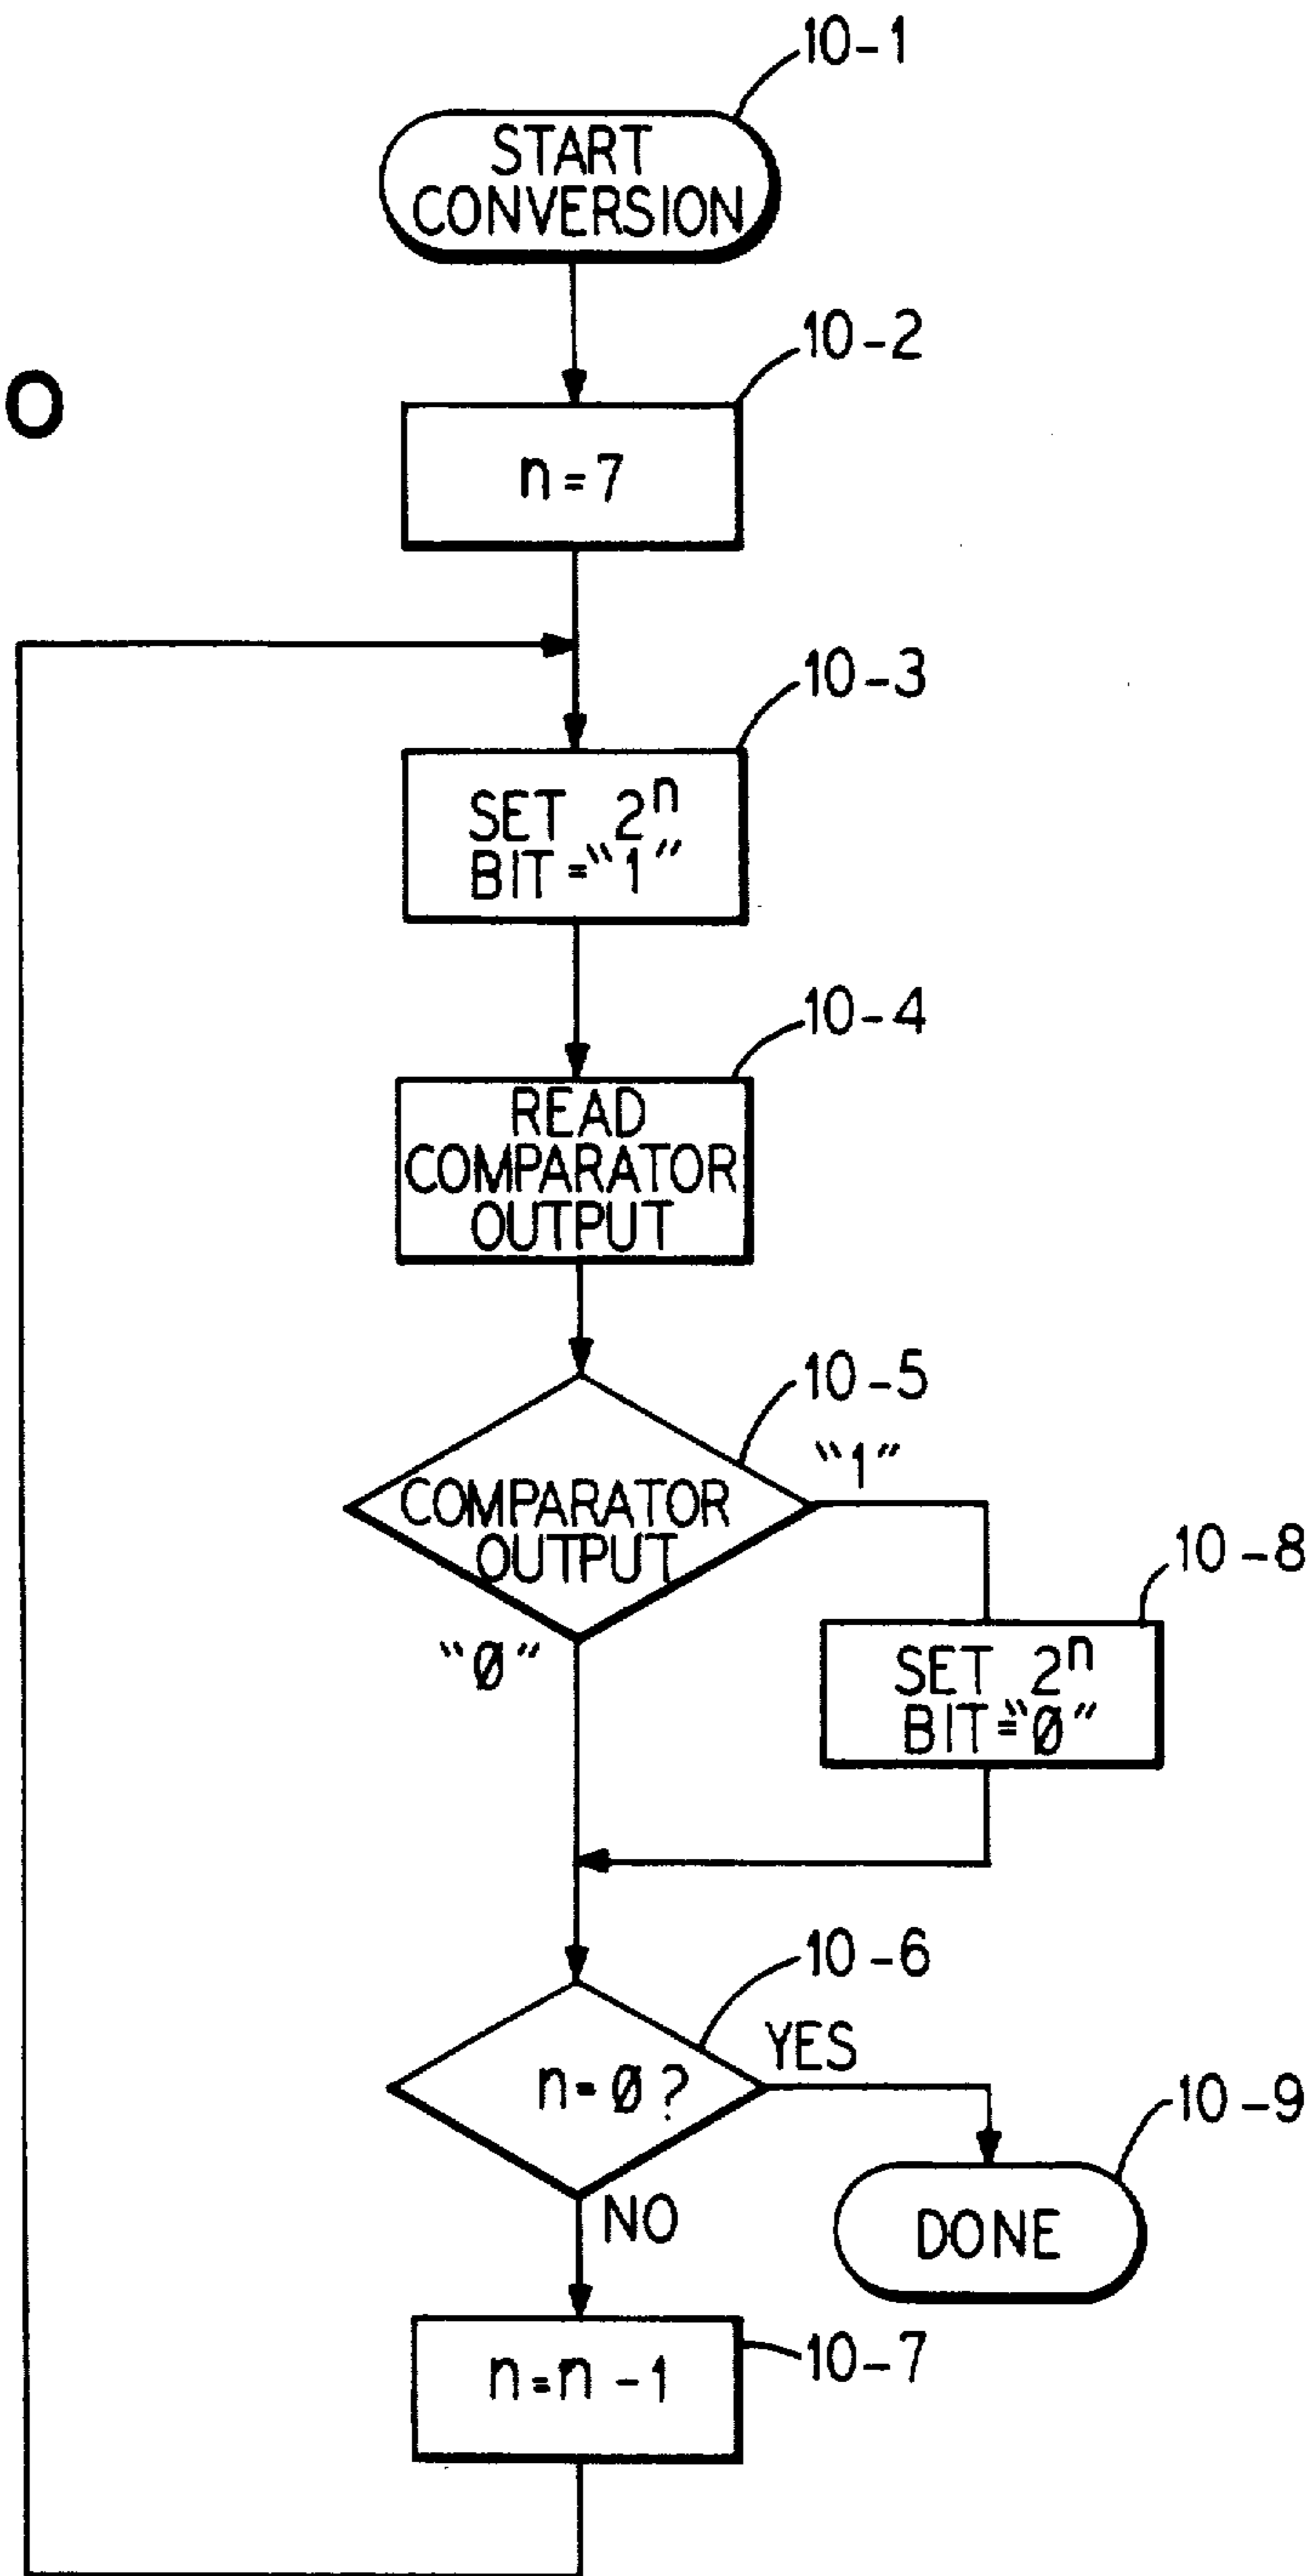 10-1
START
CONVERSION
10-2
O
n=7
10-3
SET 2ⁿ
BIT="1"
10-4
READ
COMPARATOR
OUTPUT
10-5
"1"
COMPARATOR
OUTPUT
"Ø"
10-8
SET 2ⁿ
BIT="Ø"
10-6
YES
n=Ø?
10-9
NO
DONE
10-7
n=n-1